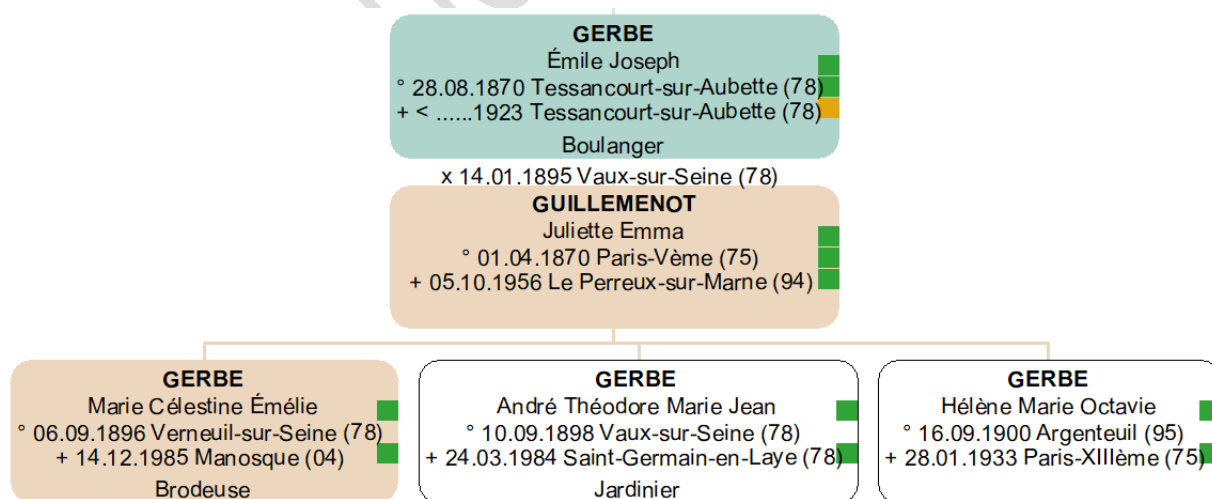 GERBE
Émile Joseph
° 28.08.1870 Tessancourt-sur-Aubette (78)
+ < ......1923 Tessancourt-sur-Aubette (78)
Boulanger
x 14.01.1895 Vaux-sur-Seine (78)
GUILLEMENOT
Juliette Emma
° 01.04.1870 Paris-Vème (75)
+ 05.10.1956 Le Perreux-sur-Marne (94)
GERBE
Marie Célestine Émélie
° 06.09.1896 Verneuil-sur-Seine (78)
+ 14.12.1985 Manosque (04)
Brodeuse
GERBE
André Théodore Marie Jean
° 10.09.1898 Vaux-sur-Seine (78)
+ 24.03.1984 Saint-Germain-en-Laye (78)
Jardinier
GERBE
Hélène Marie Octavie
° 16.09.1900 Argenteuil (95)
+ 28.01.1933 Paris-XIIIème (75)